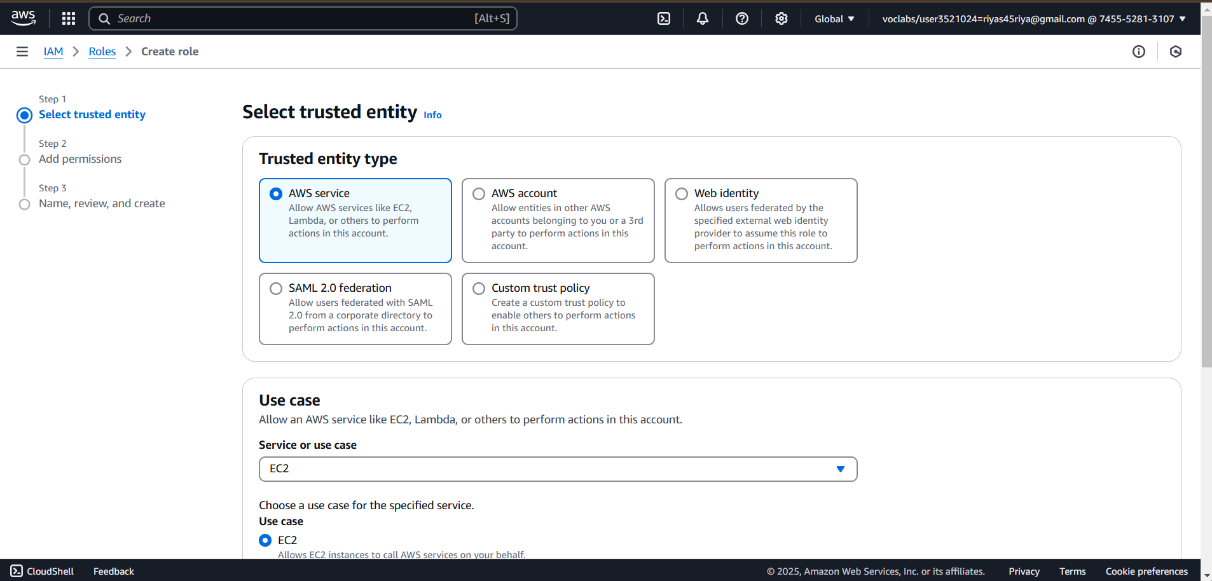 aws
Search
[Alt+S]
Global
voclabs/user3521024=riyas45riya@gmail.com @ 7455-5281-3107
IAM
Roles
Create role
Step 1
Select trusted entity
Step 2
Add permissions
Step 3
Name, review, and create
Select trusted entity Info
Trusted entity type
AWS service
Allow AWS services like EC2,
Lambda, or others to perform
actions in this account.
AWS account
Allow entities in other AWS
accounts belonging to you or a 3rd
party to perform actions in this
account.
Web identity
Allows users federated by the
specified external web identity
provider to assume this role to
perform actions in this account.
SAML 2.0 federation
Allow users federated with SAML
2.0 from a corporate directory to
perform actions in this account.
Custom trust policy
Create a custom trust policy to
enable others to perform actions
in this account.
Use case
Allow an AWS service like EC2, Lambda, or others to perform actions in this account.
Service or use case
EC2
Choose a use case for the specified service.
Use case
EC2
Allows EC2 instances to call AWS services on your behalf.
CloudShell
Feedback
© 2025, Amazon Web Services, Inc. or its affiliates.
Privacy
Terms
Cookie preferences